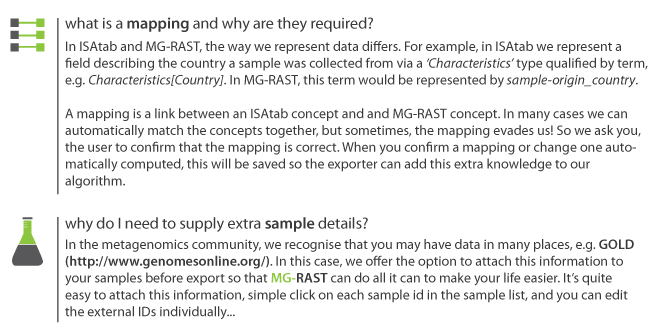 what is a mapping and why are they required?
In ISAtab and MG-RAST, the way we represent data differs. For example, in ISAtab we represent a
field describing the country a sample was collected from via a ‘Characteristics’ type qualified by term,
e.g. Characteristics[Country]. In MG-RAST, this term would be represented by sample-origin_country.
A mapping is a link between an ISAtab concept and and MG-RAST concept. In many cases we can
automatically match the concepts together, but sometimes, the mapping evades us! So we ask you,
the user to confirm that the mapping is correct. When you confirm a mapping or change one auto-
matically computed, this will be saved so the exporter can add this extra knowledge to our
algorithm.
why do I need to supply extra sample details?
In the metagenomics community, we recognise that you may have data in many places, e.g. GOLD
(http://www.genomesonline.org/). In this case, we offer the option to attach this information to
your samples before export so that MG-RAST can do all it can to make your life easier. It’s quite
easy to attach this information, simple click on each sample id in the sample list, and you can edit
the external IDs individually...